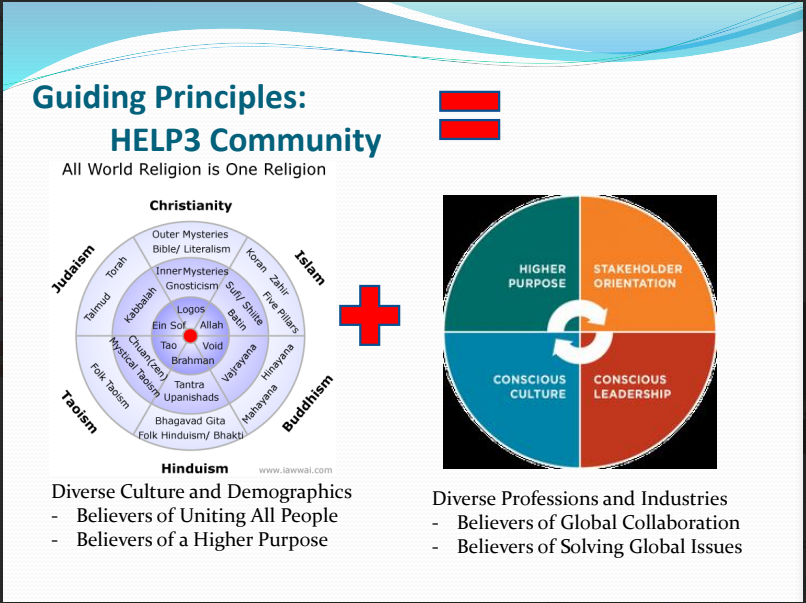 Guiding Principles:
HELP3 Community
All World Religion is One Religion
Christianity
Judaism
Islam
Outer Mysteries
Bible/ Literalism
Torah
Talmud
Koran Zahir
Five Pillars
Inner Mysteries
Gnosticism
Kabbalah
Sufi/ Shiite
Batin
Logos
Ein Sof
Allah
Tao
Void
Brahman
Chuan(zen)
Mystical Taoism
Vajrayana
Tantra
Upanishads
Folk Taoism
Hinayana
Mahayana
Bhagavad Gita
Folk Hinduism/ Bhakti
Taoism
Buddhism
Hinduism
www.iawwai.com
Diverse Culture and Demographics
- Believers of Uniting All People
- Believers of a Higher Purpose
HIGHER
PURPOSE
STAKEHOLDER
ORIENTATION
CONSCIOUS
CULTURE
CONSCIOUS
LEADERSHIP
Diverse Professions and Industries
- Believers of Global Collaboration
- Believers of Solving Global Issues